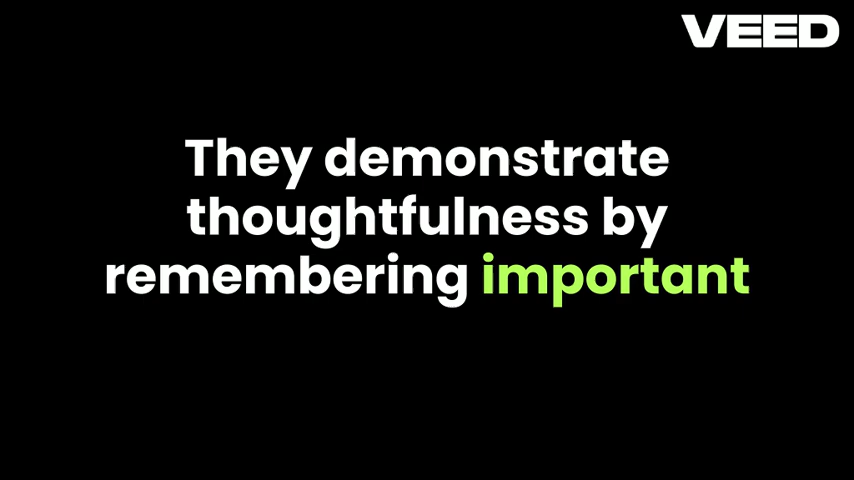 VEED
They demonstrate
thoughtfulness by
remembering important